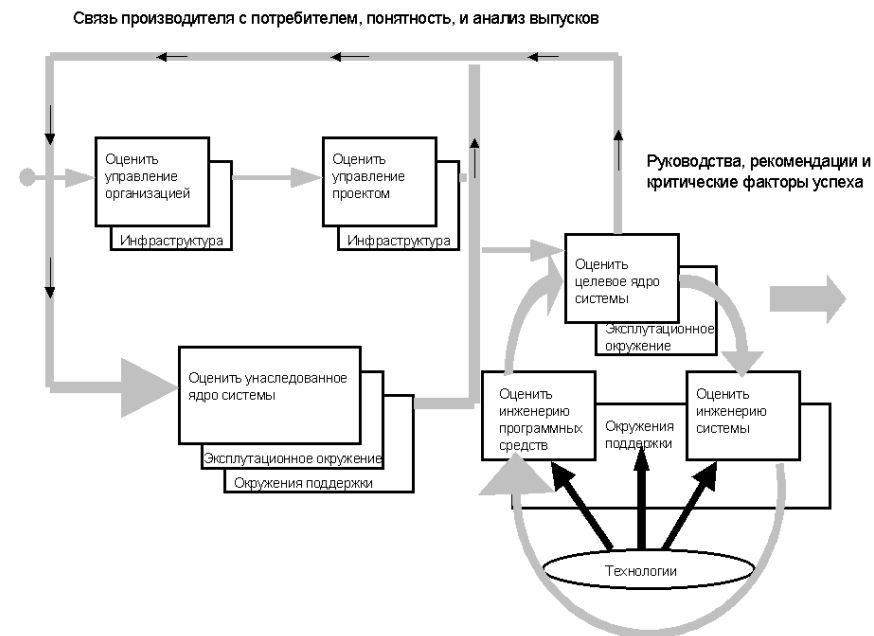 Связь производителя с потребителем, понятность, и анализ выпусков
Оценить
управление
организацией
Инфраструктура
Оценить
управление
проектом
Инфраструктура
Руководства, рекомендации и
критические факторы успеха
Оценить
целевое ядро
системы
Эксплутационное
окружение
Оценить унаследованное
ядро системы
Эксплутационное окружение
Окружения поддержки
Оценить
инженерию
программных
средств
Окружения
поддержки
Оценить
инженерию
системы
Технологии